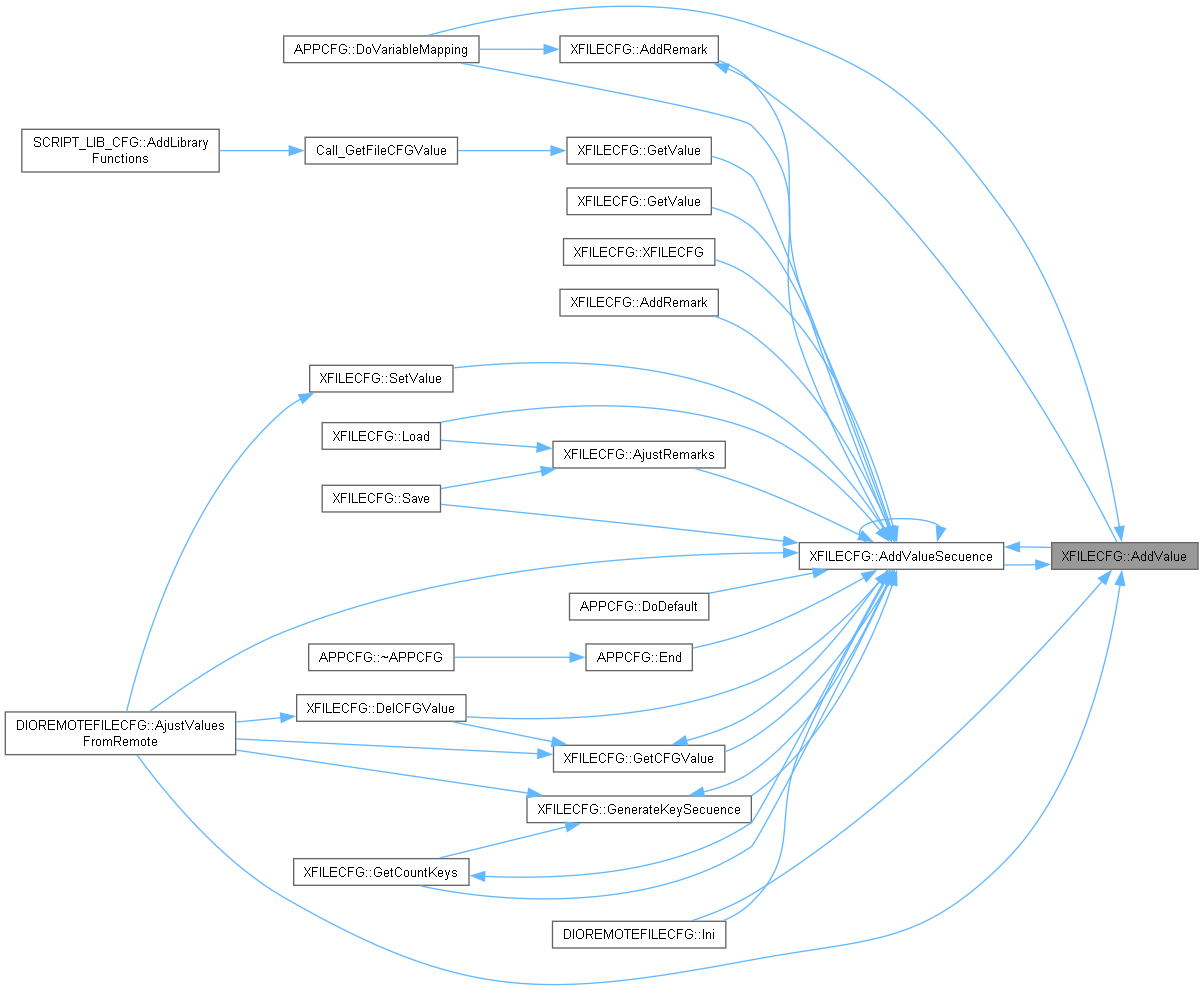 APPCFG::DoVariableMapping
XFILECFG::AddRemark
SCRIPT_LIB_CFG::AddLibrary
Functions
Call_GetFileCFGValue
XFILECFG::GetValue
XFILECFG::GetValue
XFILECFG::XFILECFG
XFILECFG::AddRemark
XFILECFG::SetValue
XFILECFG::Load
XFILECFG::AjustRemarks
XFILECFG::Save
XFILECFG::AddValueSecuence
XFILECFG::AddValue
APPCFG::DoDefault
APPCFG::~APPCFG
APPCFG::End
XFILECFG::DelCFGValue
DIOREMOTEFILECFG::AjustValues
FromRemote
XFILECFG::GetCFGValue
XFILECFG::GenerateKeySecuence
XFILECFG::GetCountKeys
DIOREMOTEFILECFG::Ini